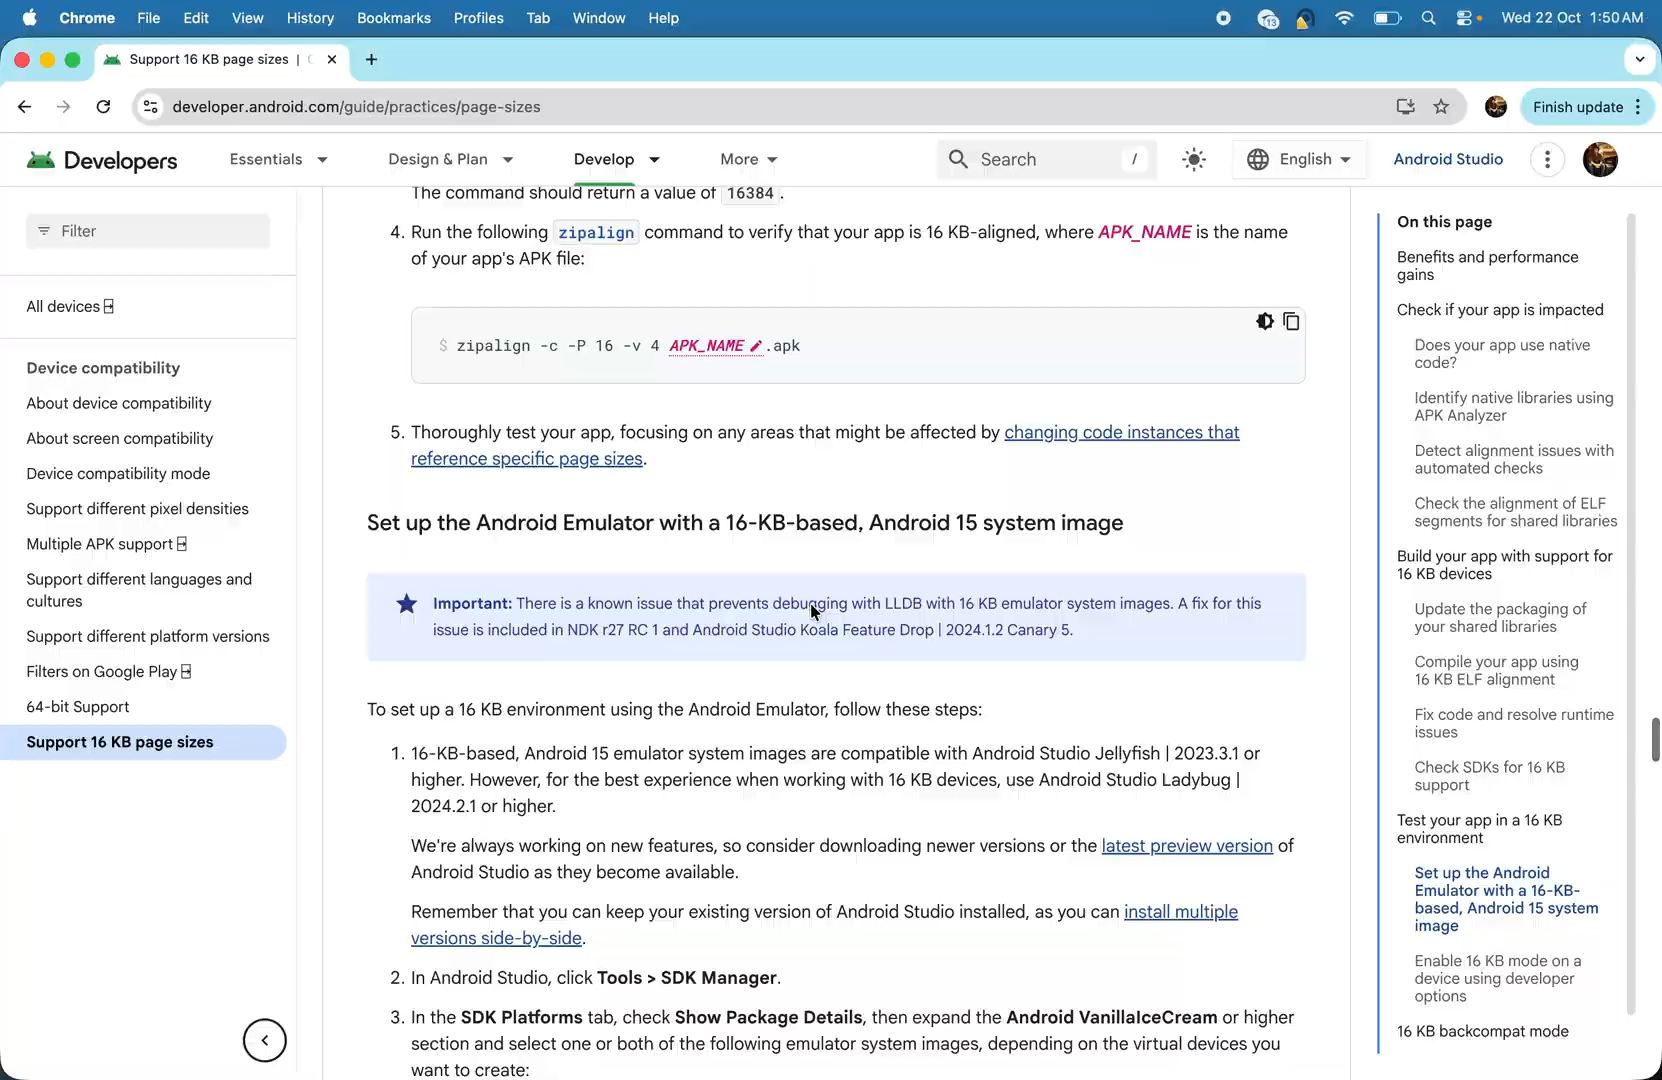 Chrome File Edit View History Bookmarks Profiles Tab Window Help
13
Wed 22 Oct 1:50 AM
Support 16 KB page sizes |
developer.android.com/guide/practices/page-sizes
Finish update
Developers
Essentials
Design & Plan
Develop
More
Search /
English
Android Studio
Filter
All devices
Device compatibility
About device compatibility
About screen compatibility
Device compatibility mode
Support different pixel densities
Multiple APK support
Support different languages and
cultures
Support different platform versions
Filters on Google Play
64-bit Support
Support 16 KB page sizes
The command should return a value of 16384 .
4. Run the following zipalign command to verify that your app is 16 KB-aligned, where APK_NAME is the name
of your app's APK file:
$ zipalign -c -P 16 -v 4 APK_NAME .apk
5. Thoroughly test your app, focusing on any areas that might be affected by changing code instances that
reference specific page sizes.
Set up the Android Emulator with a 16-KB-based, Android 15 system image
Important: There is a known issue that prevents debugging with LLDB with 16 KB emulator system images. A fix for this
issue is included in NDK r27 RC 1 and Android Studio Koala Feature Drop | 2024.1.2 Canary 5.
To set up a 16 KB environment using the Android Emulator, follow these steps:
1. 16-KB-based, Android 15 emulator system images are compatible with Android Studio Jellyfish | 2023.3.1 or
higher. However, for the best experience when working with 16 KB devices, use Android Studio Ladybug |
2024.2.1 or higher.
We're always working on new features, so consider downloading newer versions or the latest preview version of
Android Studio as they become available.
Remember that you can keep your existing version of Android Studio installed, as you can install multiple
versions side-by-side.
2. In Android Studio, click Tools > SDK Manager.
3. In the SDK Platforms tab, check Show Package Details, then expand the Android VanillaIceCream or higher
section and select one or both of the following emulator system images, depending on the virtual devices you
want to create:
On this page
Benefits and performance
gains
Check if your app is impacted
Does your app use native
code?
Identify native libraries using
APK Analyzer
Detect alignment issues with
automated checks
Check the alignment of ELF
segments for shared libraries
Build your app with support for
16 KB devices
Update the packaging of
your shared libraries
Compile your app using
16 KB ELF alignment
Fix code and resolve runtime
issues
Check SDKs for 16 KB
support
Test your app in a 16 KB
environment
Set up the Android
Emulator with a 16-KB-
based, Android 15 system
image
Enable 16 KB mode on a
device using developer
options
16 KB backcompat mode